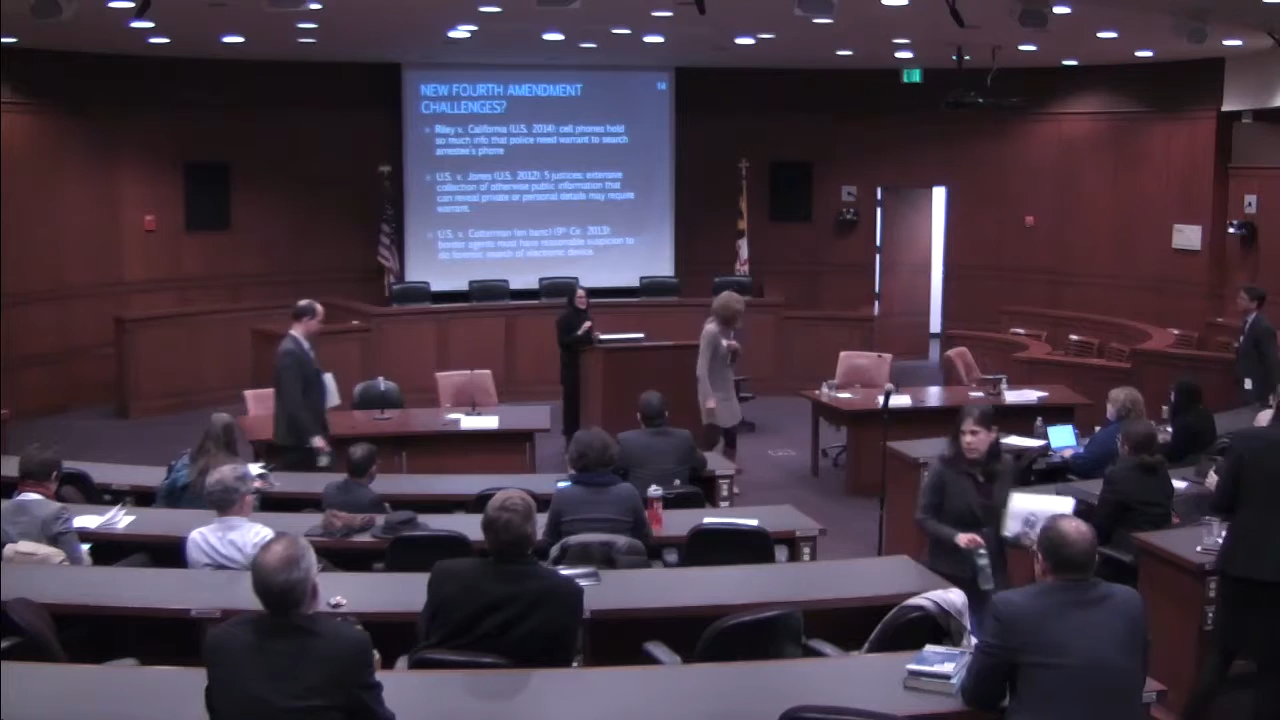 NEW FOURTH AMENDMENT
CHALLENGES?
14
Riley v. California (U.S. 2014): cell phones hold
so much info that police need warrant to search
arrestee's phone
U.S. v. Jones (U.S. 2012): 5 justices: extensive
collection of otherwise public information that
can reveal private or personal details may require
warrant.
U.S. v. Cotterman (en banc) (9th Cir. 2013):
border agents must have reasonable suspicion to
do forensic search of electronic device.